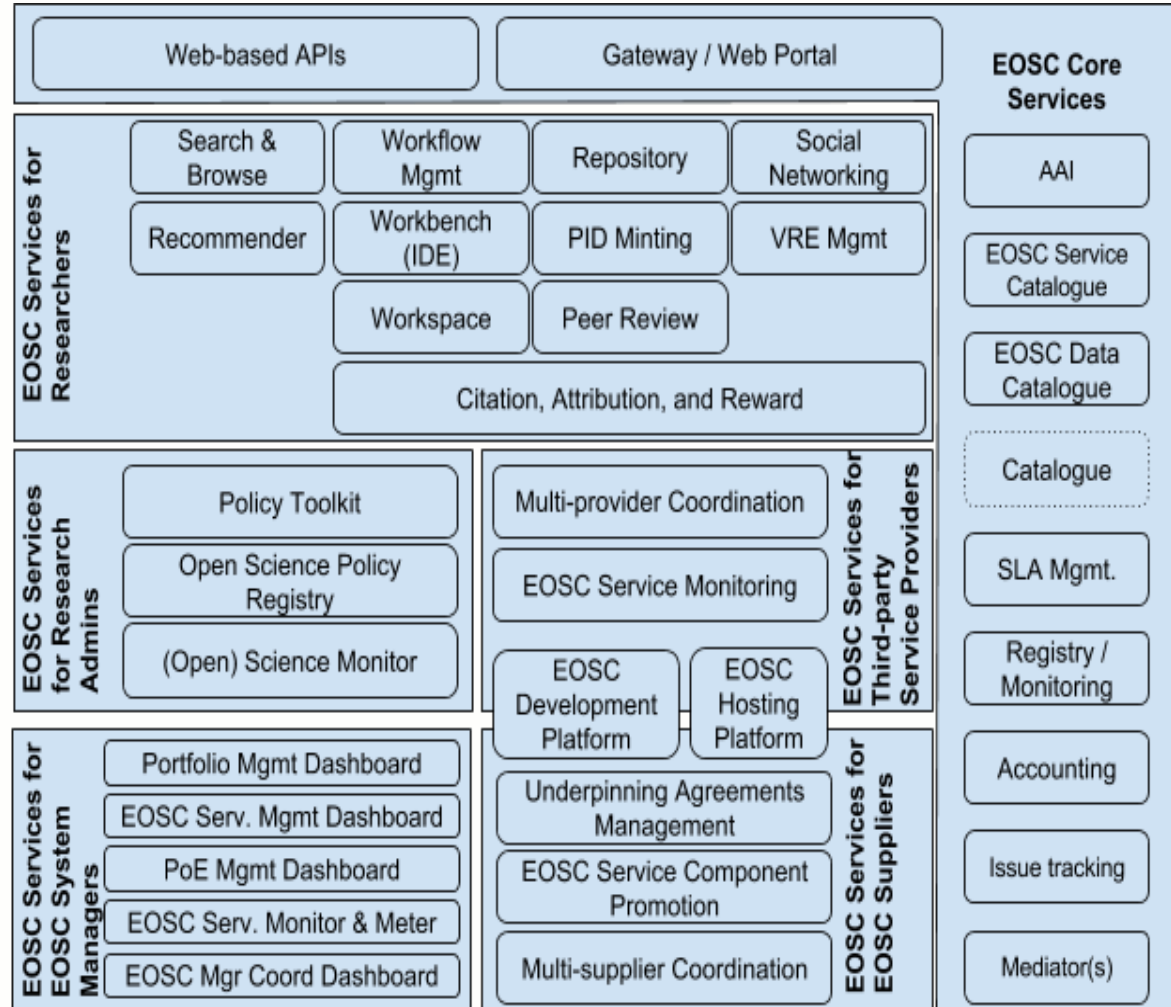 Web-based APIs
Gateway / Web Portal
EOSC Services for
Researchers
Search &
Browse
Workflow
Mgmt
Repository
Social
Networking
Recommender
Workbench
(IDE)
PID Minting
VRE Mgmt
Workspace
Peer Review
Citation, Attribution, and Reward
EOSC Services
for Research
Admins
Policy Toolkit
Open Science Policy
Registry
(Open) Science Monitor
Multi-provider Coordination
EOSC Service Monitoring
EOSC
Development
Platform
EOSC
Hosting
Platform
EOSC Services for
Third-party
Service Providers
EOSC Services for
EOSC System
Managers
Portfolio Mgmt Dashboard
EOSC Serv. Mgmt Dashboard
PoE Mgmt Dashboard
EOSC Serv. Monitor & Meter
EOSC Mgr Coord Dashboard
Underpinning Agreements
Management
EOSC Service Component
Promotion
Multi-supplier Coordination
EOSC Services for
EOSC Suppliers
EOSC Core
Services
AAI
EOSC Service
Catalogue
EOSC Data
Catalogue
Catalogue
SLA Mgmt.
Registry /
Monitoring
Accounting
Issue tracking
Mediator(s)